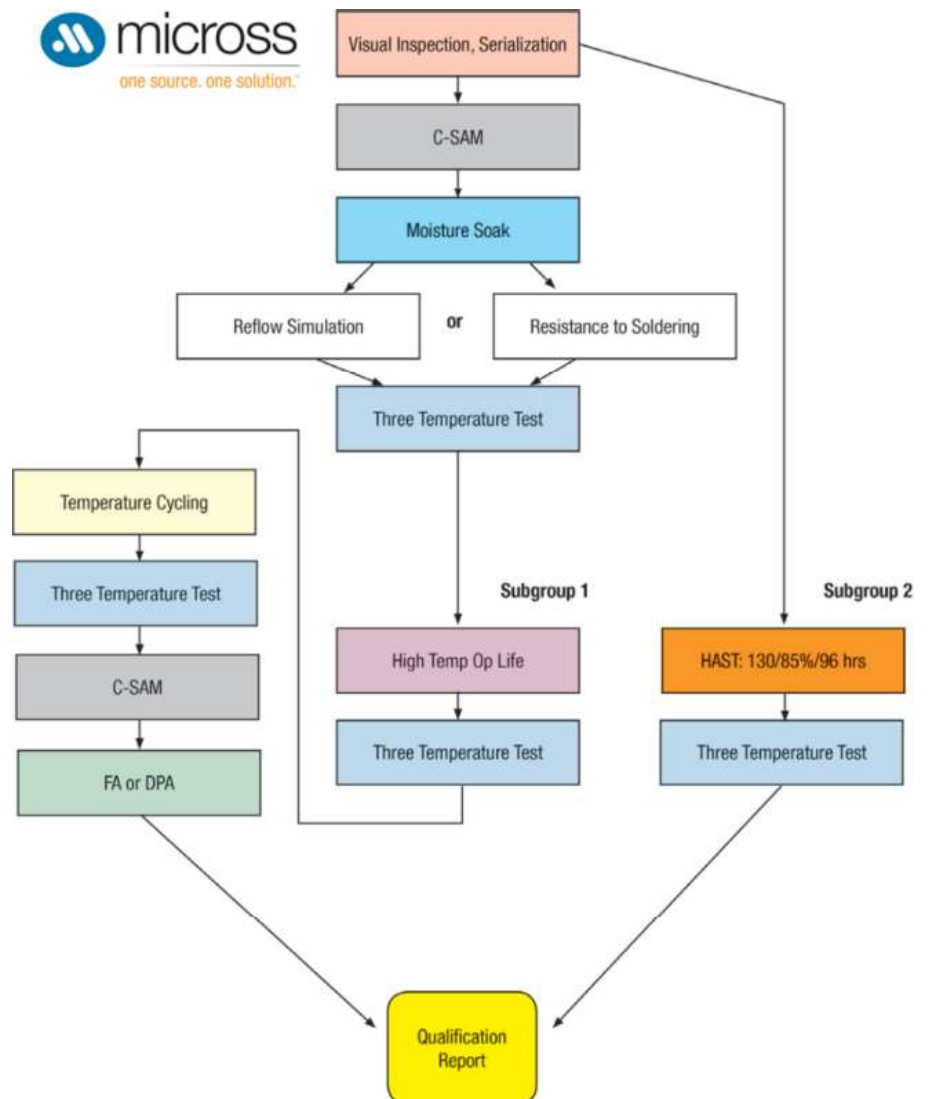 micross
one source. one solution.™
Visual Inspection, Serialization
C-SAM
Moisture Soak
Reflow Simulation
or
Resistance to Soldering
Three Temperature Test
Temperature Cycling
Three Temperature Test
C-SAM
FA or DPA
Subgroup 1
High Temp Op Life
Three Temperature Test
Subgroup 2
HAST: 130/85%/96 hrs
Three Temperature Test
Qualification
Report